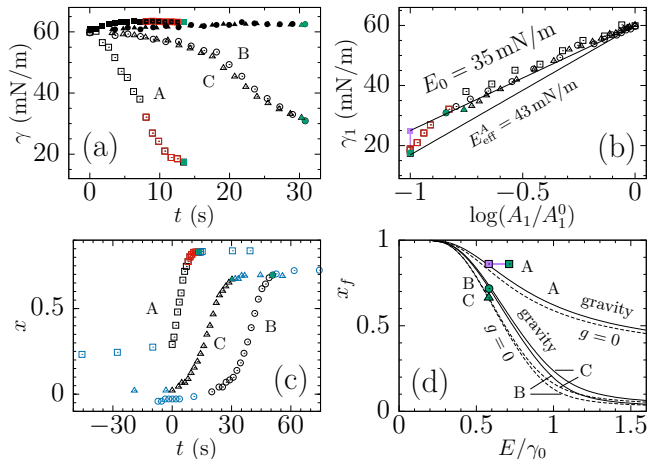 60
40
20
γ (mN/m)
0
10
20
30
t (s)
A
B
C
(a)
60
40
20
γ₁ (mN/m)
−1
−0.5
0
log(A₁/A₁⁰)
E₀ = 35 mN/m
E_eff^A = 43 mN/m
(b)
0.5
0
x
−30
0
30
60
t (s)
A
C
B
(c)
1
0.5
0
x_f
0
0.5
1
1.5
E/γ₀
A
A
B
C
gravity
g = 0
gravity
g = 0
C
B
(d)